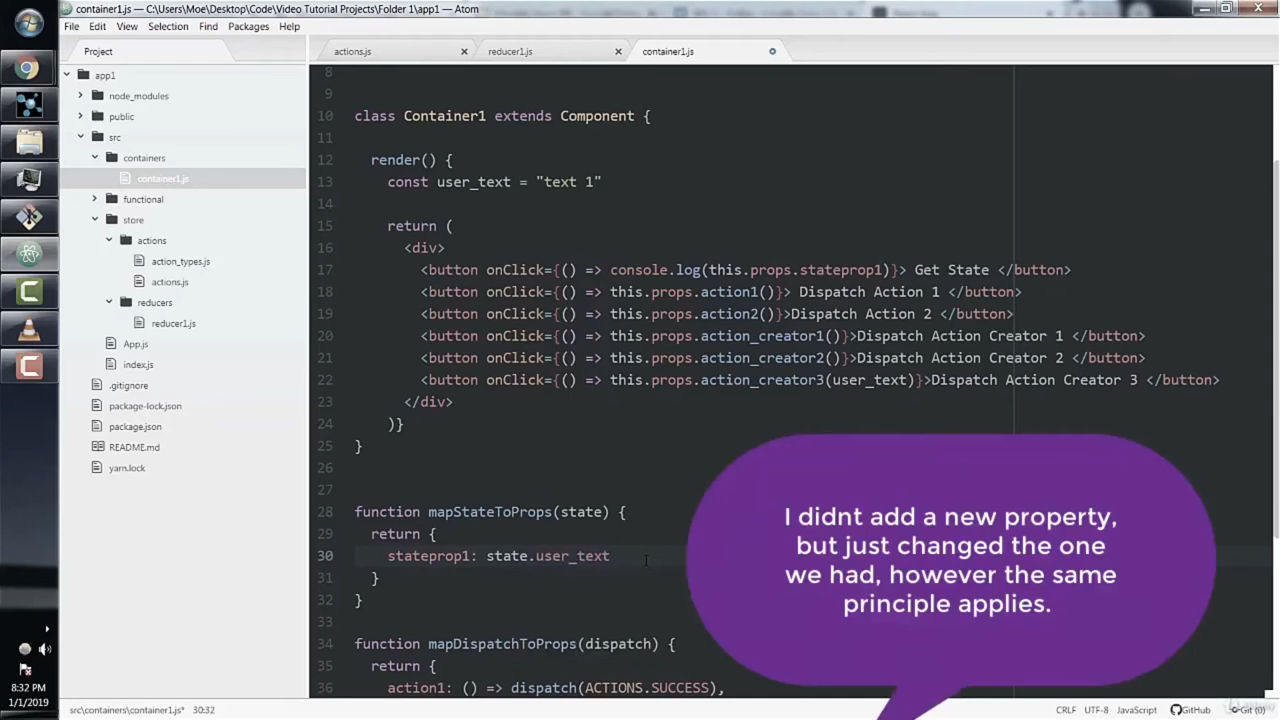 container1.js — C:\Users\Moe\Desktop\Code\Video Tutorial Projects\Folder 1\app1 — Atom
File Edit View Selection Find Packages Help
Project
actions.js
reducer1.js
container1.js
app1
node_modules
public
src
containers
container1.js
functional
store
actions
action_types.js
actions.js
reducers
reducer1.js
App.js
index.js
.gitignore
package-lock.json
package.json
README.md
yarn.lock
8
9
10 class Container1 extends Component {
11
12 render() {
13 const user_text = "text 1"
14
15 return (
16 <div>
17 <button onClick={() => console.log(this.props.stateprop1)}> Get State </button>
18 <button onClick={() => this.props.action1()}> Dispatch Action 1 </button>
19 <button onClick={() => this.props.action2()}>Dispatch Action 2 </button>
20 <button onClick={() => this.props.action_creator1()}>Dispatch Action Creator 1 </button>
21 <button onClick={() => this.props.action_creator2()}>Dispatch Action Creator 2 </button>
22 <button onClick={() => this.props.action_creator3(user_text)}>Dispatch Action Creator 3 </button>
23 </div>
24 )}
25 }
26
27
28 function mapStateToProps(state) {
29 return {
30 stateprop1: state.user_text
31 }
32 }
33
34 function mapDispatchToProps(dispatch) {
35 return {
36 action1: () => dispatch(ACTIONS.SUCCESS),
I didnt add a new property,
but just changed the one
we had, however the same
principle applies.
8:32 PM
1/1/2019
src\containers\container1.js* 30:32
CRLF UTF-8 JavaScript GitHub Git (0)